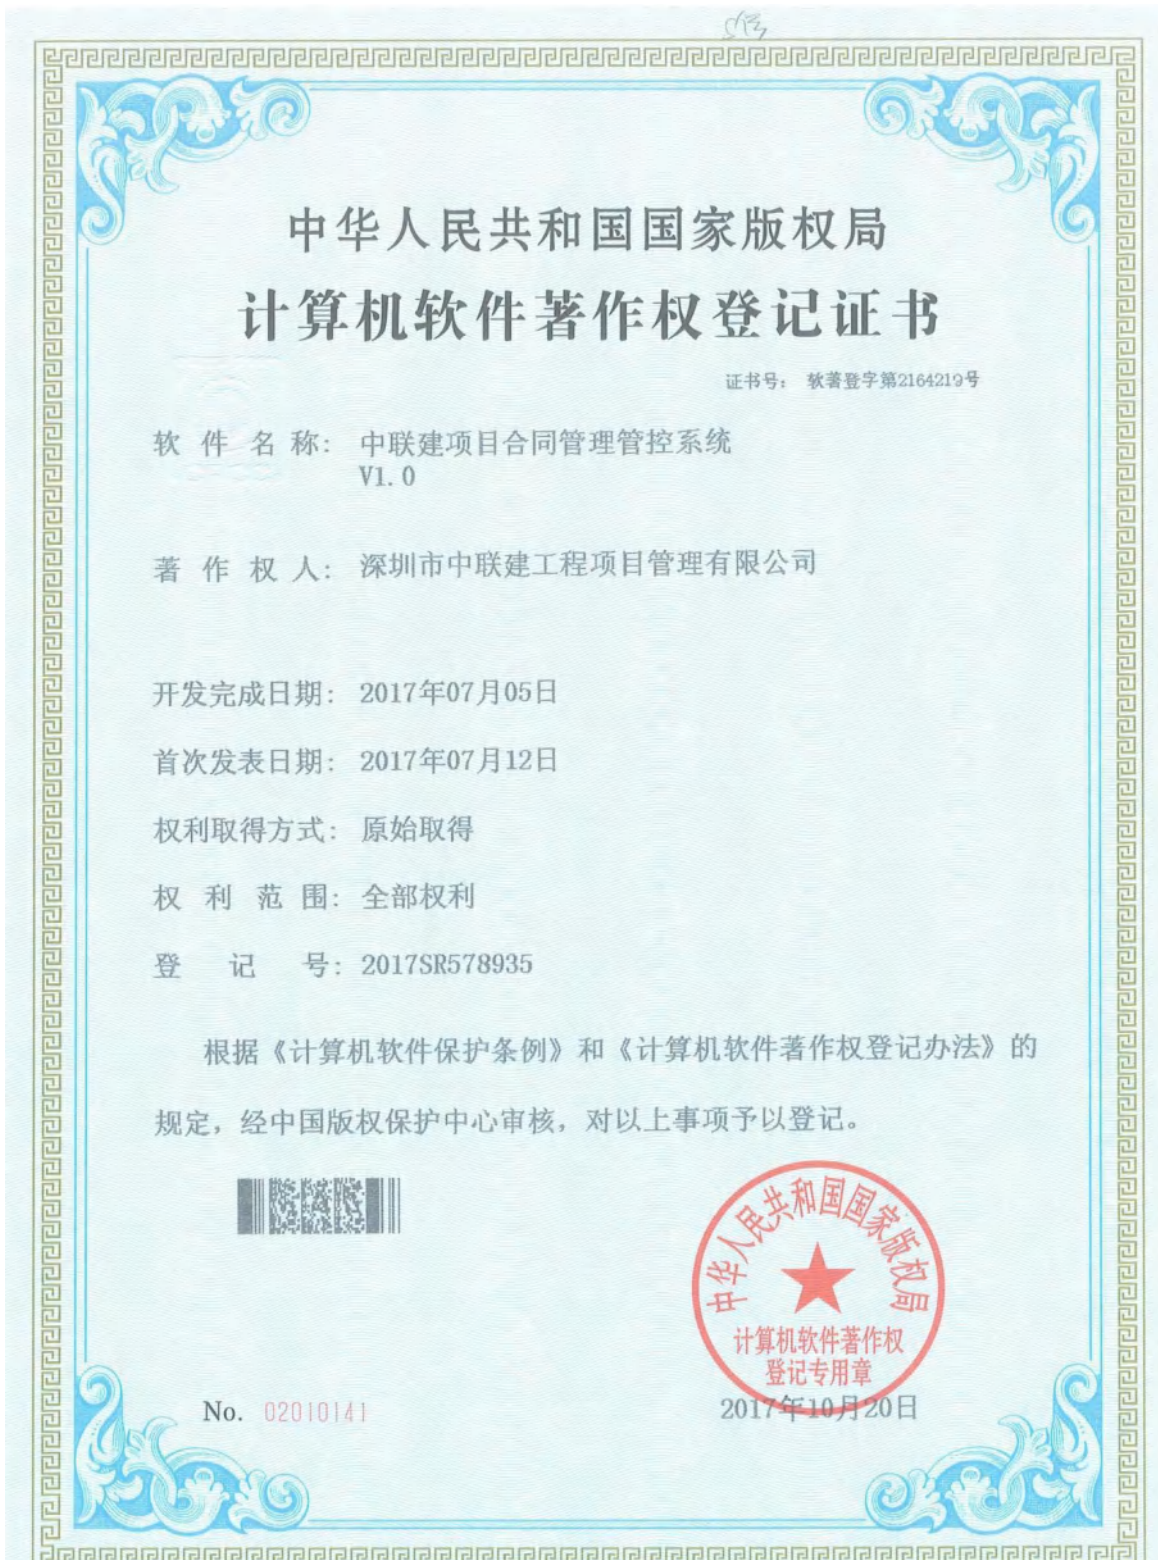 中华人民共和国国家版权局
计算机软件著作权登记证书
证书号： 软著登字第2164219号
软件名称： 中联建项目合同管理管控系统
V1.0
著作权人： 深圳市中联建工程项目管理有限公司
开发完成日期： 2017年07月05日
首次发表日期： 2017年07月12日
权利取得方式： 原始取得
权利范围： 全部权利
登记号： 2017SR578935
根据《计算机软件保护条例》和《计算机软件著作权登记办法》的
规定，经中国版权保护中心审核，对以上事项予以登记。
中华人民共和国国家版权局
计算机软件著作权
登记专用章
No. 02010141
2017年10月20日